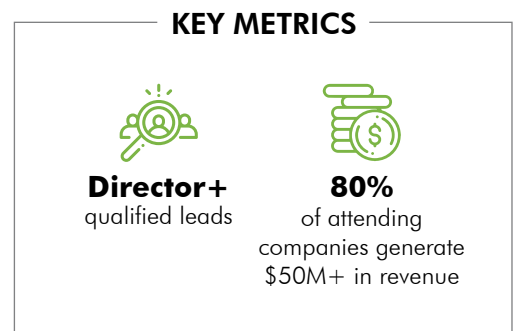 KEY METRICS
Director+
qualified leads
$
80%
of attending
companies generate
$50M+ in revenue